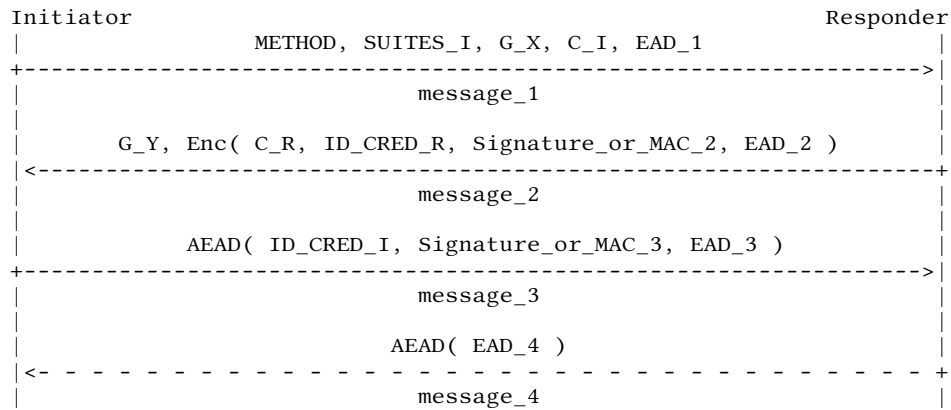 Initiator Responder
METHOD, SUITES_I, G_X, C_I, EAD_1
message_1
G_Y, Enc( C_R, ID_CRED_R, Signature_or_MAC_2, EAD_2 )
message_2
AEAD( ID_CRED_I, Signature_or_MAC_3, EAD_3 )
message_3
AEAD( EAD_4 )
message_4